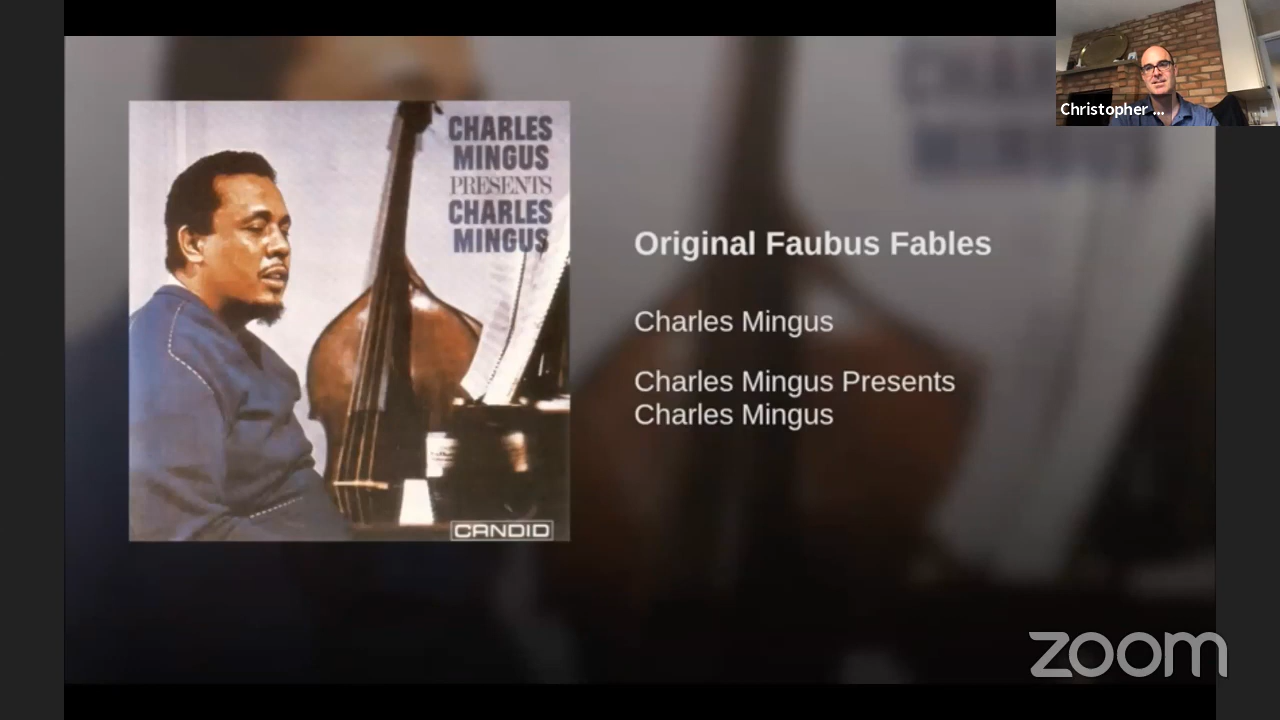 Christopher ...
CHARLES
MINGUS
PRESENTS
CHARLES
MINGUS
CANDID
Original Faubus Fables
Charles Mingus
Charles Mingus Presents
Charles Mingus
zoom